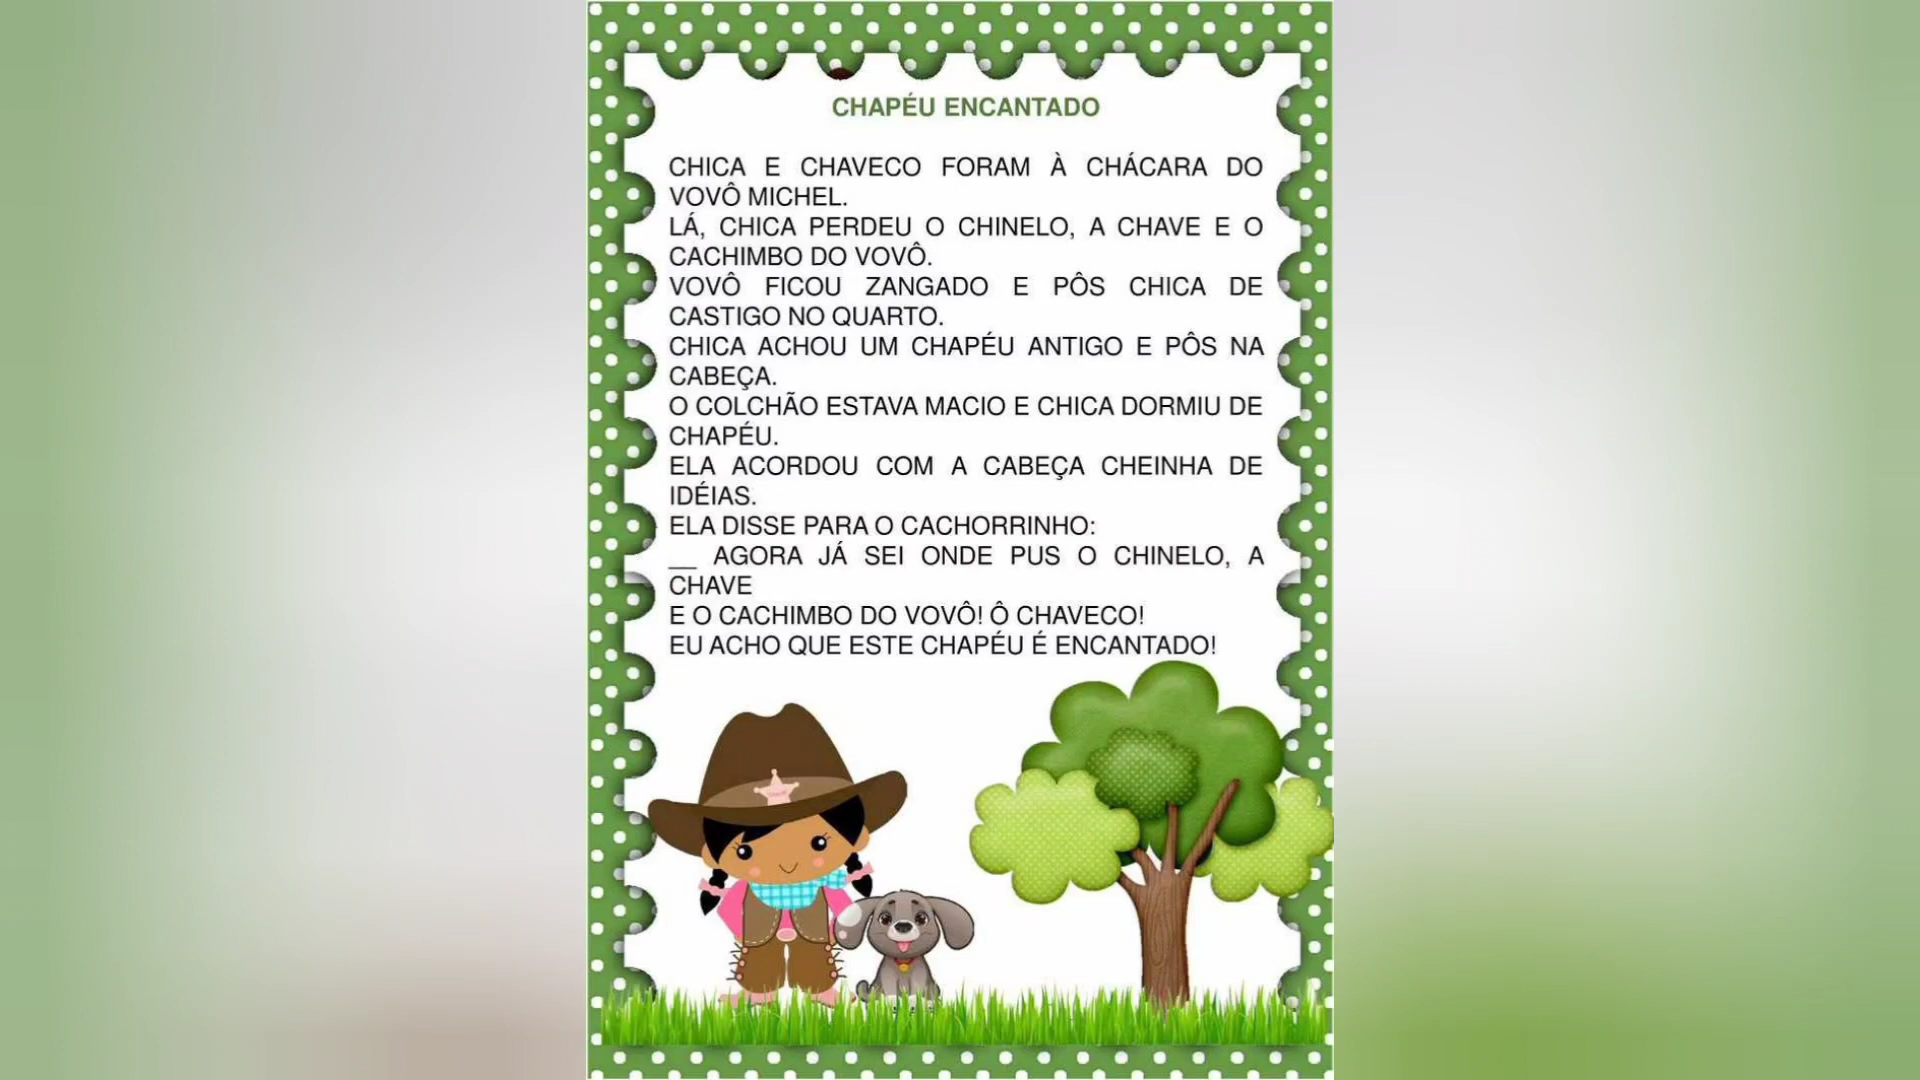 CHAPÉU ENCANTADO
CHICA E CHAVECO FORAM À CHÁCARA DO
VOVÔ MICHEL.
LÁ, CHICA PERDEU O CHINELO, A CHAVE E O
CACHIMBO DO VOVÔ.
VOVÔ FICOU ZANGADO E PÔS CHICA DE
CASTIGO NO QUARTO.
CHICA ACHOU UM CHAPÉU ANTIGO E PÔS NA
CABEÇA.
O COLCHÃO ESTAVA MACIO E CHICA DORMIU DE
CHAPÉU.
ELA ACORDOU COM A CABEÇA CHEINHA DE
IDÉIAS.
ELA DISSE PARA O CACHORRINHO:
__ AGORA JÁ SEI ONDE PUS O CHINELO, A
CHAVE
E O CACHIMBO DO VOVÔ! Ô CHAVECO!
EU ACHO QUE ESTE CHAPÉU É ENCANTADO!